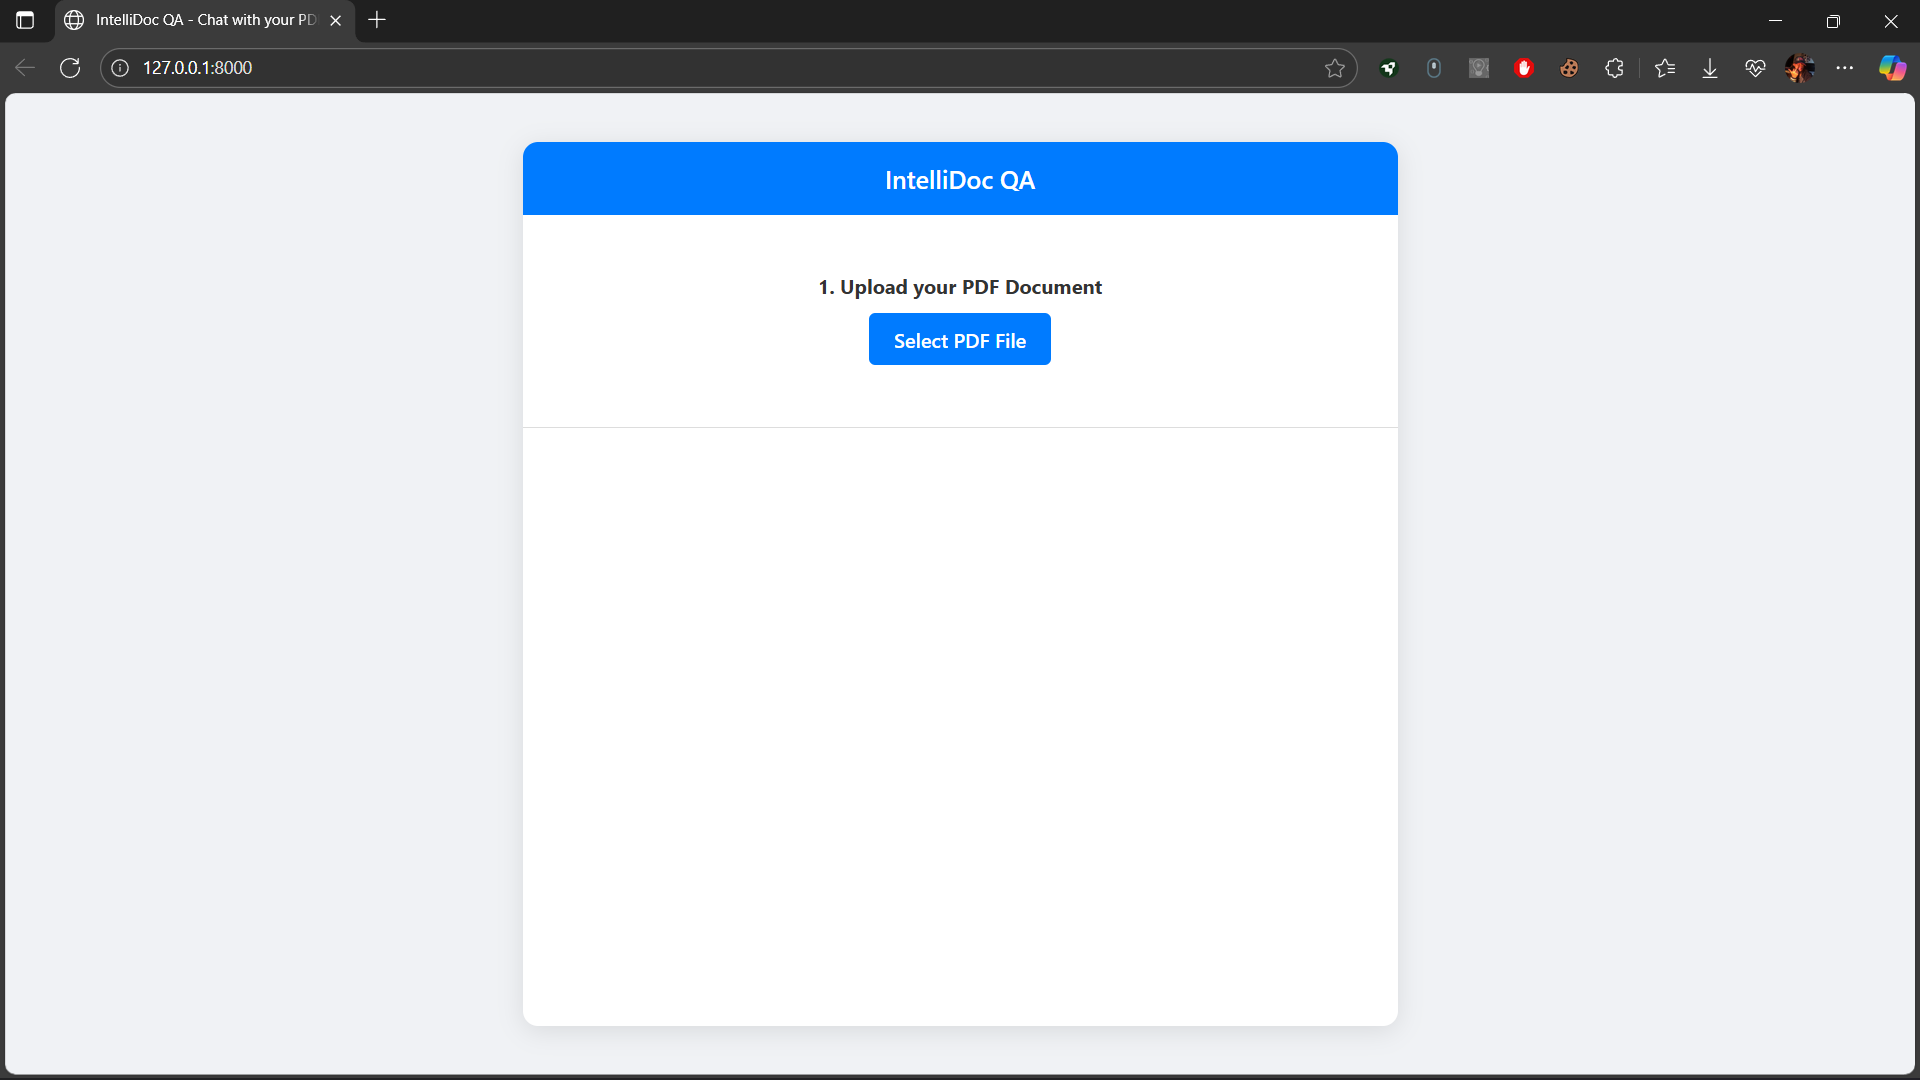 IntelliDoc QA - Chat with your PD
127.0.0.1:8000
IntelliDoc QA
1. Upload your PDF Document
Select PDF File